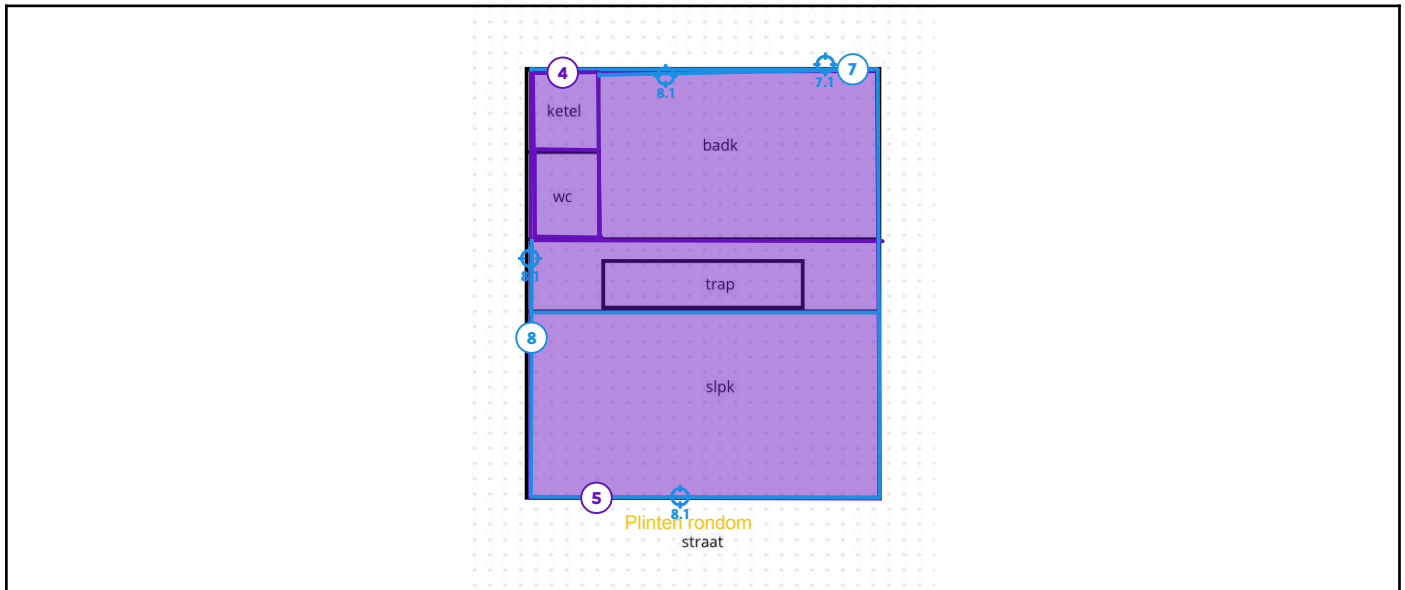 4
7
8.1
7.1
ketel
badk
wc
8.1
trap
8
slpk
5
8.1
Plinten rondom
straat